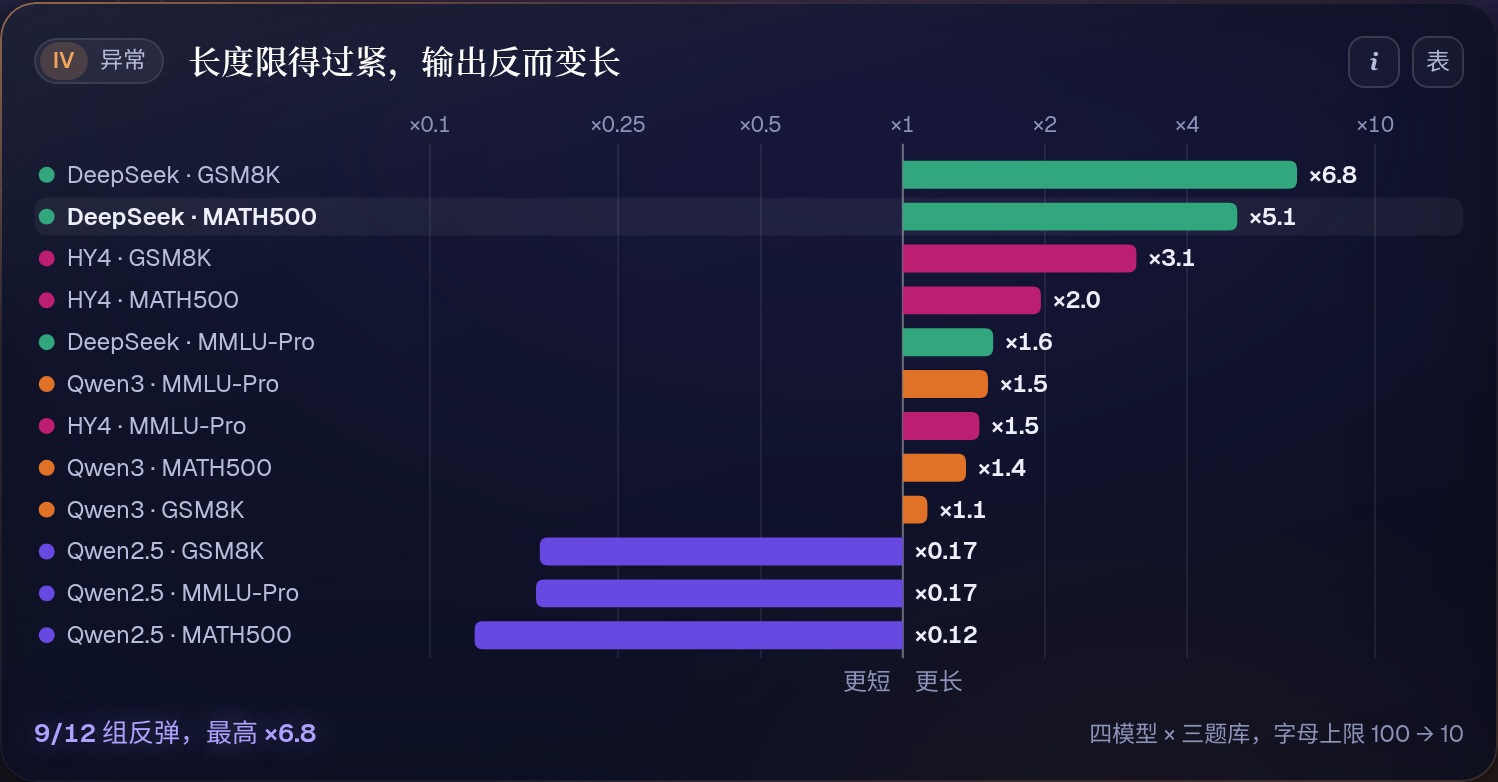 IV 异常 长度限得过紧，输出反而变长 i 表
×0.1 ×0.25 ×0.5 ×1 ×2 ×4 ×10
DeepSeek · GSM8K ×6.8
DeepSeek · MATH500 ×5.1
HY4 · GSM8K ×3.1
HY4 · MATH500 ×2.0
DeepSeek · MMLU-Pro ×1.6
Qwen3 · MMLU-Pro ×1.5
HY4 · MMLU-Pro ×1.5
Qwen3 · MATH500 ×1.4
Qwen3 · GSM8K ×1.1
Qwen2.5 · GSM8K ×0.17
Qwen2.5 · MMLU-Pro ×0.17
Qwen2.5 · MATH500 ×0.12
更短 更长
9/12 组反弹，最高 ×6.8 四模型 × 三题库，字母上限 100 → 10